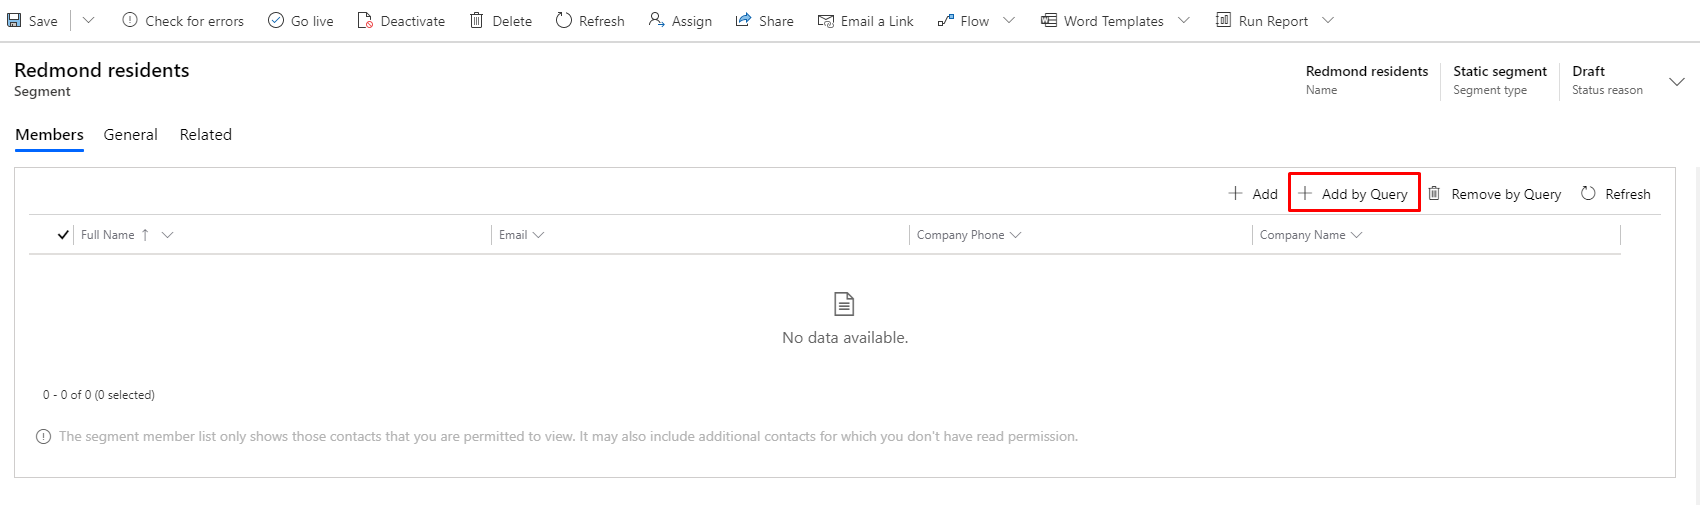 Save Check for errors Go live Deactivate Delete Refresh Assign Share Email a Link Flow Word Templates Run Report
Redmond residents
Segment
Redmond residents Static segment Draft
Name Segment type Status reason
Members General Related
Add Add by Query Remove by Query Refresh
Full Name Email Company Phone Company Name
No data available.
0 - 0 of 0 (0 selected)
The segment member list only shows those contacts that you are permitted to view. It may also include additional contacts for which you don't have read permission.